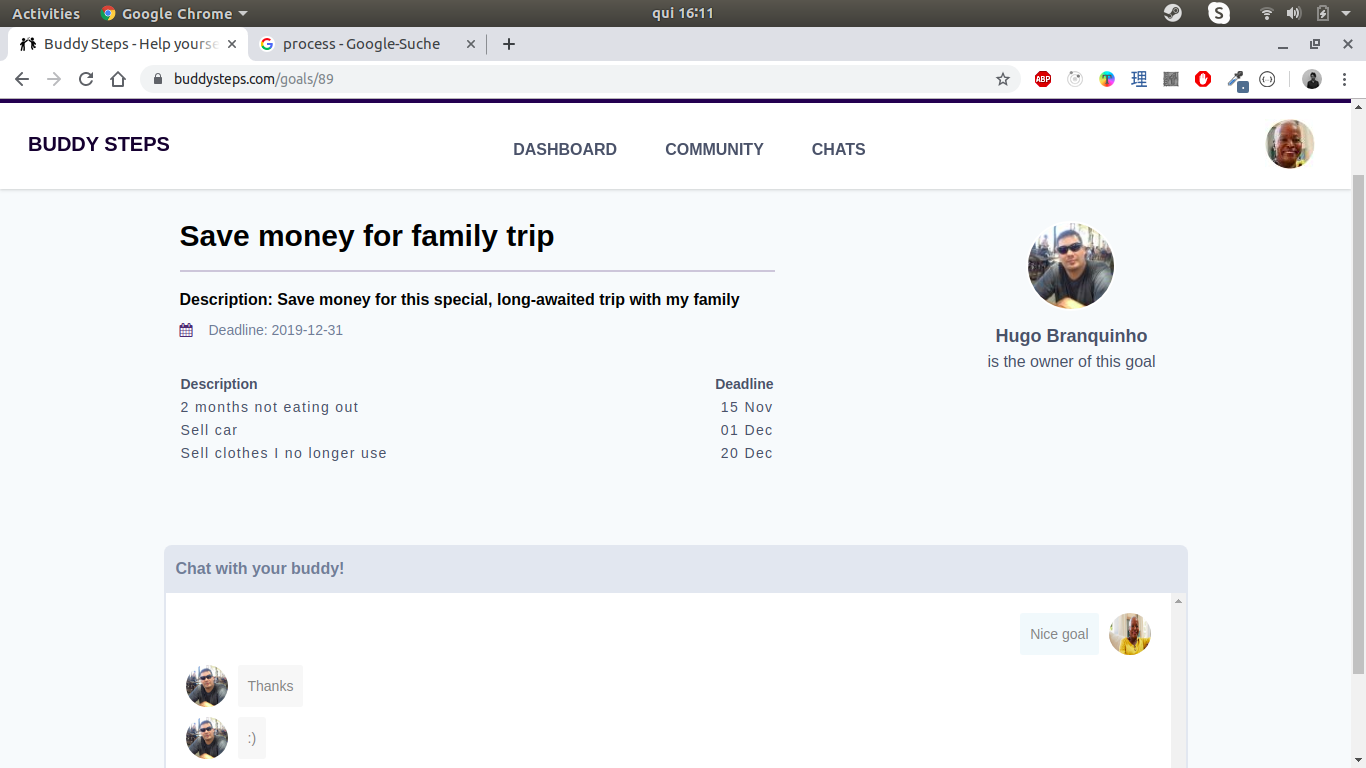 Activities Google Chrome qui 16:11
Buddy Steps - Help yourse process - Google-Suche
buddysteps.com/goals/89 ABP 理
BUDDY STEPS DASHBOARD COMMUNITY CHATS
Save money for family trip
Description: Save money for this special, long-awaited trip with my family
Deadline: 2019-12-31
Hugo Branquinho
is the owner of this goal
Description Deadline
2 months not eating out 15 Nov
Sell car 01 Dec
Sell clothes I no longer use 20 Dec
Chat with your buddy!
Nice goal
Thanks
:)